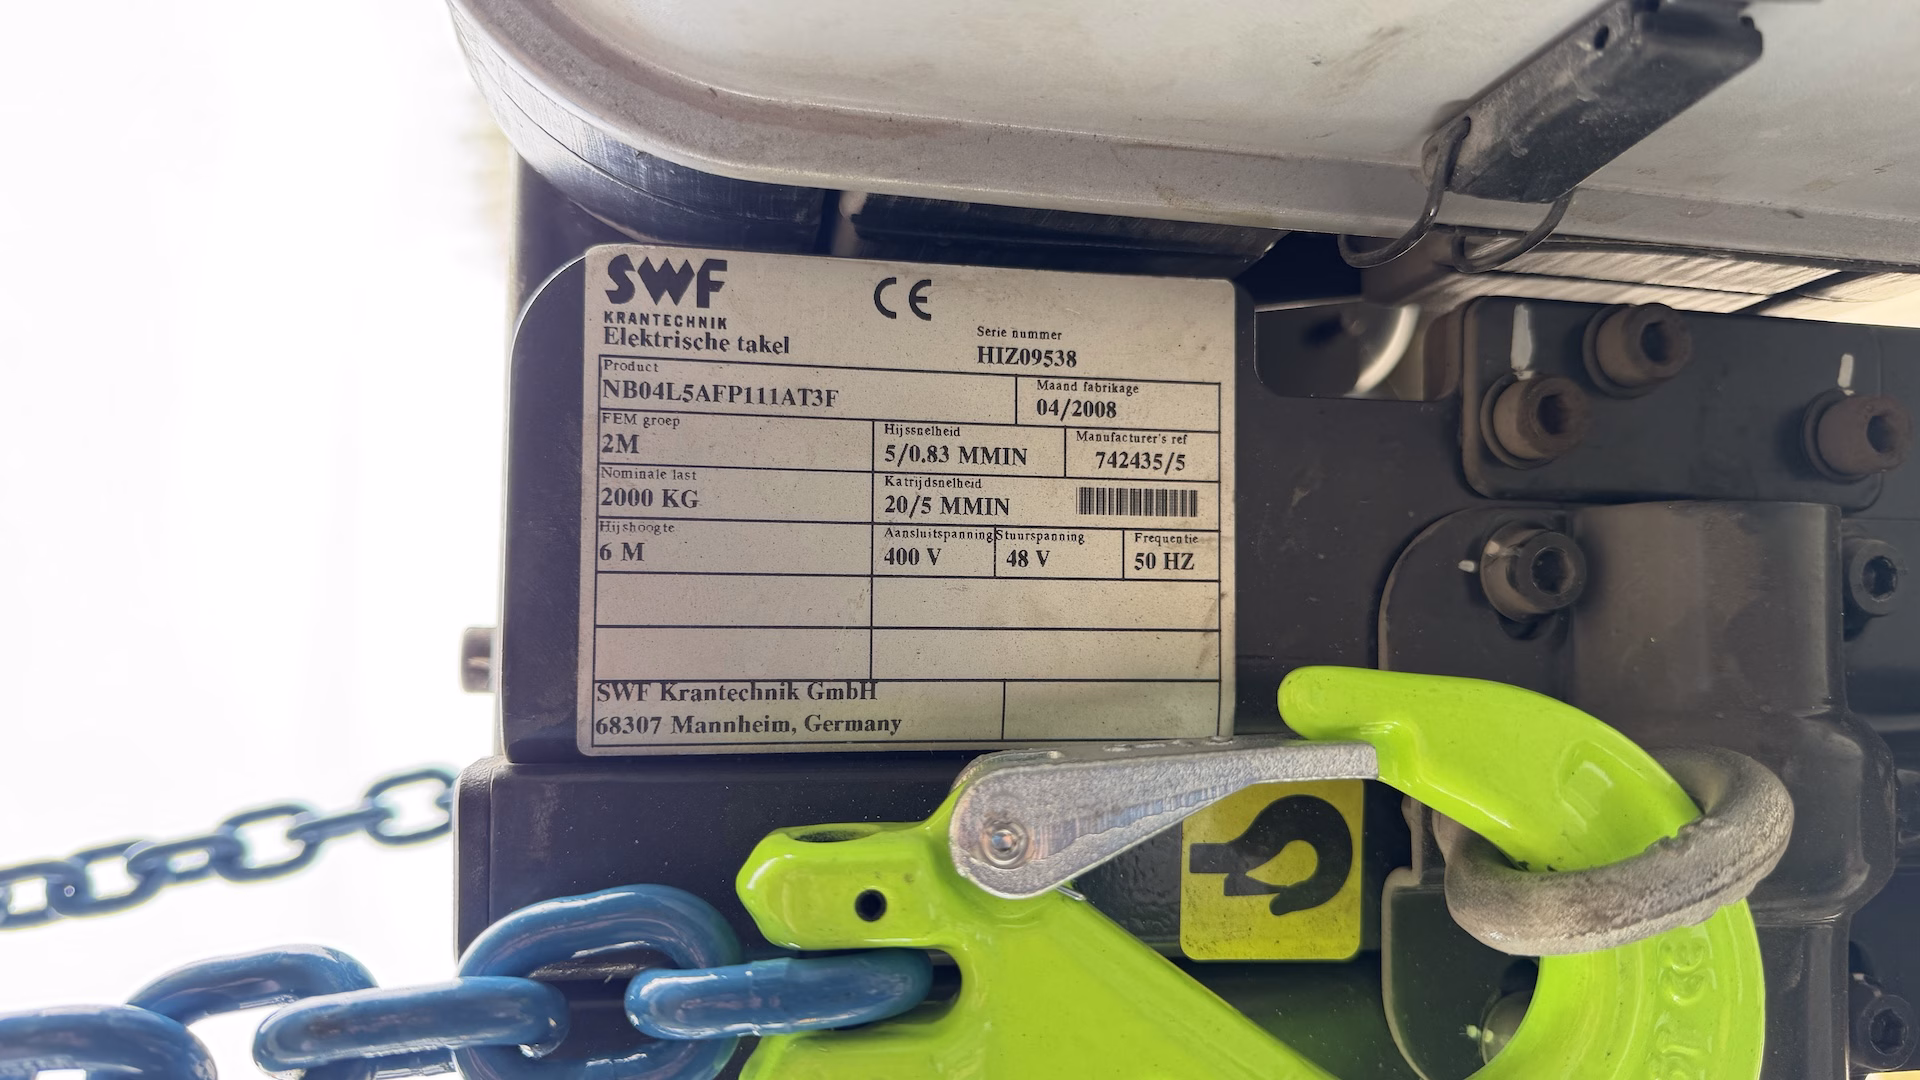 SWF
KRANTECHNIK
CE
Elektrische takel
Serie nummer
HIZ09538
Product
NB04L5AFP111AT3F
Maand fabrikage
04/2008
FEM groep
2M
Hijssnelheid
5/0.83 MMIN
Manufacturer's ref
742435/5
Nominale last
2000 KG
Katrijdsnelheid
20/5 MMIN
Hijshoogte
6 M
Aansluitspanning
400 V
Stuurspanning
48 V
Frequentie
50 HZ
SWF Krantechnik GmbH
68307 Mannheim, Germany